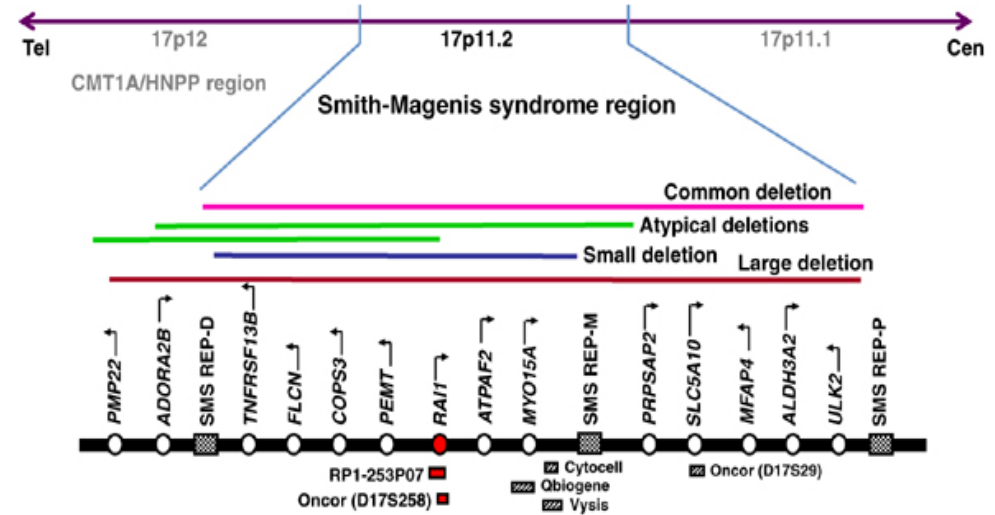 Tel
17p12
17p11.2
17p11.1
Cen
CMT1A/HNPP region
Smith-Magenis syndrome region
Common deletion
Atypical deletions
Small deletion
Large deletion
PMP22
ADORA2B
SMS REP-D
TNFRSF13B
FLCN
COPS3
PEMT
RAI1
ATPAF2
MYO15A
SMS REP-M
PRPSAP2
SLC5A10
MFAP4
ALDH3A2
ULK2
SMS REP-P
RP1-253P07
Oncor (D17S258)
Cytocell
Qbiogene
Vysis
Oncor (D17S29)